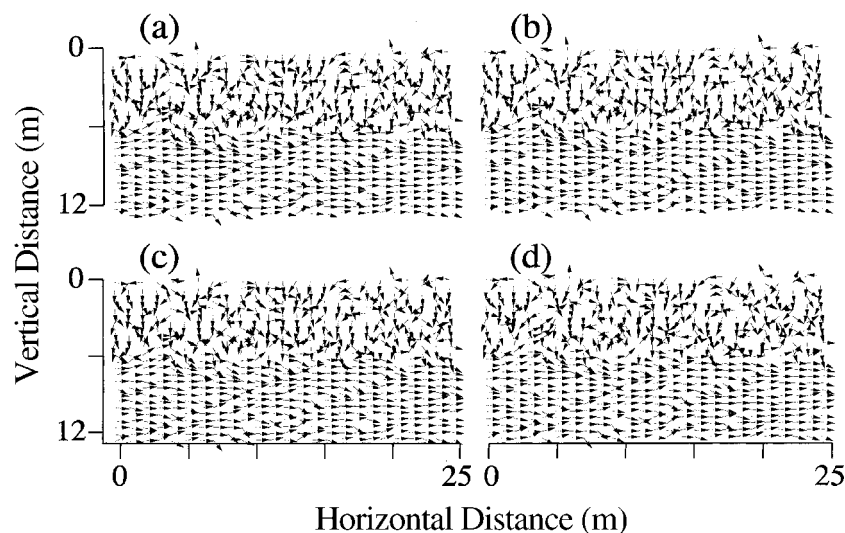 (a) (b)
0
12
(c) (d)
0
12
0 25 0 25
Vertical Distance (m)
Horizontal Distance (m)